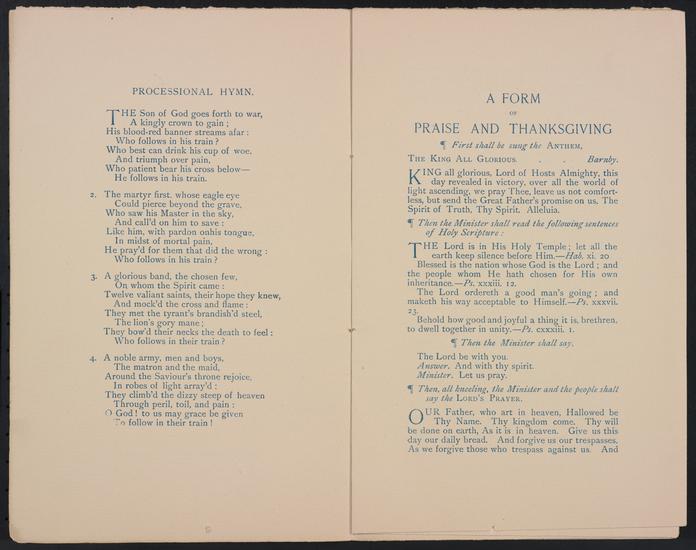 PROCESSIONAL HYMN.
THE Son of God goes forth to war,
A kingly crown to gain;
His blood-red banner streams afar:
Who follows in his train?
Who best can drink his cup of woe,
And triumph over pain,
Who patient bear his cross below—
He follows in his train.
2. The martyr first, whose eagle eye
Could pierce beyond the grave,
Who saw his Master in the sky,
And call'd on him to save:
Like him, with pardon onhis tongue,
In midst of mortal pain,
He pray'd for them that did the wrong:
Who follows in his train?
3. A glorious band, the chosen few,
On whom the Spirit came:
Twelve valiant saints, their hope they knew,
And mock'd the cross and flame:
They met the tyrant's brandish'd steel,
The lion's gory mane;
They bow'd their necks the death to feel:
Who follows in their train?
4. A noble army, men and boys,
The matron and the maid,
Around the Saviour's throne rejoice,
In robes of light array'd:
They climb'd the dizzy steep of heaven
Through peril, toil, and pain:
O God! to us may grace be given
To follow in their train!
A FORM
OF
PRAISE AND THANKSGIVING
¶ First shall be sung the ANTHEM,
THE KING ALL GLORIOUS. . . Barnby.
KING all glorious, Lord of Hosts Almighty, this
day revealed in victory, over all the world of
light ascending, we pray Thee, leave us not comfort-
less, but send the Great Father's promise on us, The
Spirit of Truth, Thy Spirit. Alleluia.
¶ Then the Minister shall read the following sentences
of Holy Scripture:
THE Lord is in His Holy Temple; let all the
earth keep silence before Him.—Hab. xi. 20
Blessed is the nation whose God is the Lord; and
the people whom He hath chosen for His own
inheritance.—Ps. xxxiii. 12.
The Lord ordereth a good man's going; and
maketh his way acceptable to Himself.—Ps. xxxvii.
23.
Behold how good and joyful a thing it is, brethren,
to dwell together in unity.—Ps. cxxxiii. 1.
¶ Then the Minister shall say.
The Lord be with you.
Answer. And with thy spirit.
Minister. Let us pray.
¶ Then, all kneeling, the Minister and the people shall
say the LORD'S PRAYER.
OUR Father, who art in heaven, Hallowed be
Thy Name. Thy kingdom come. Thy will
be done on earth, As it is in heaven. Give us this
day our daily bread. And forgive us our trespasses,
As we forgive those who trespass against us. And